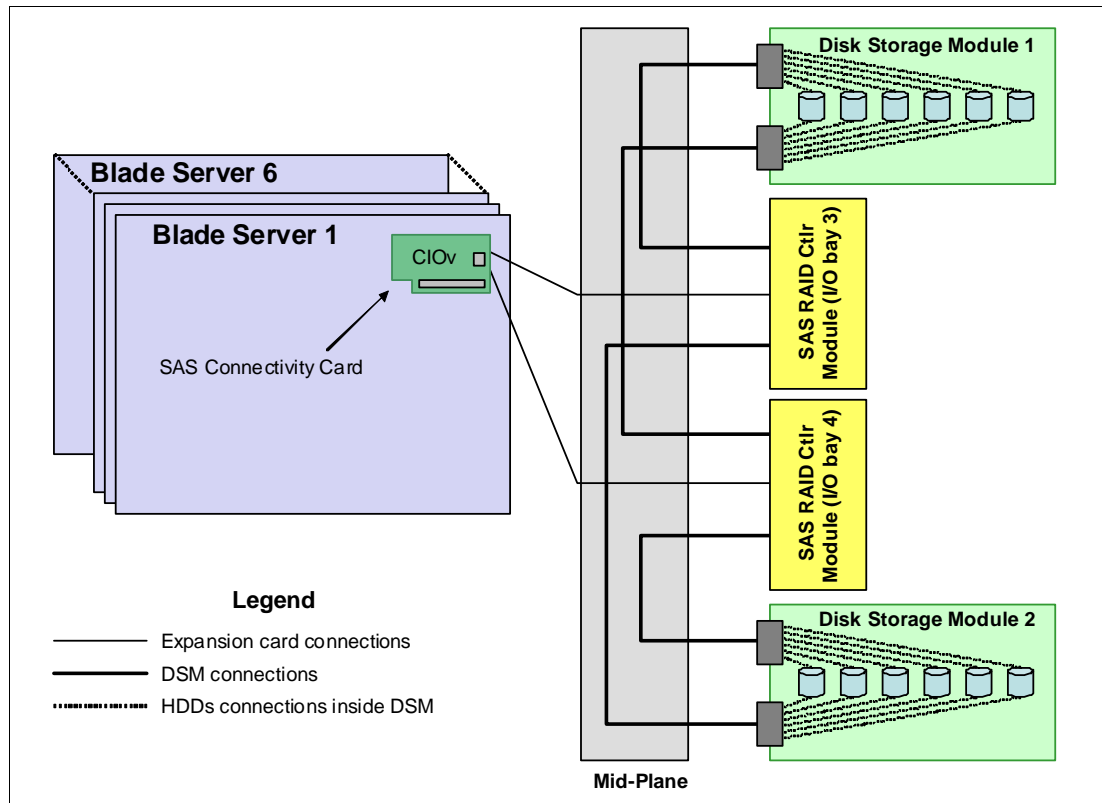 Disk Storage Module 1
Blade Server 6
Blade Server 1
CIOv
SAS Connectivity Card
SAS RAID Ctlr
Module (I/O bay 3)
SAS RAID Ctlr
Module (I/O bay 4)
Legend
Expansion card connections
DSM connections
HDDs connections inside DSM
Disk Storage Module 2
Mid-Plane